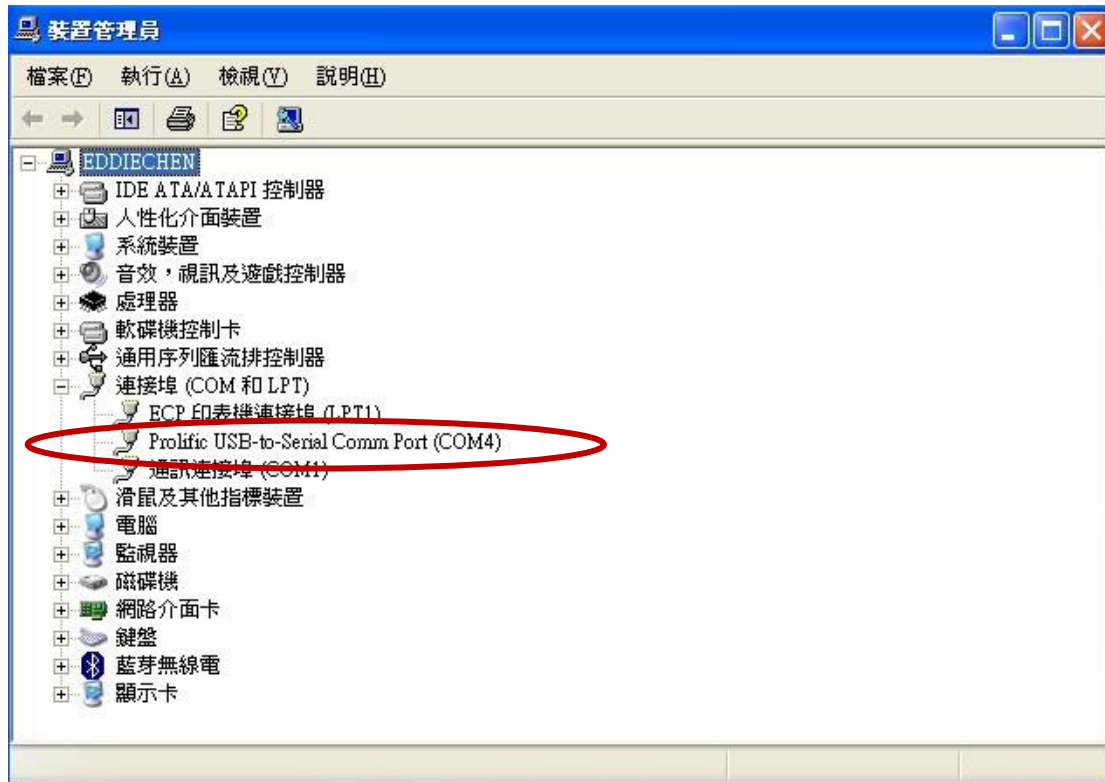 裝置管理員
檔案(F) 執行(A) 檢視(V) 說明(H)
EDDIECHEN
IDE ATA/ATAPI 控制器
人性化介面裝置
系統裝置
音效，視訊及遊戲控制器
處理器
軟碟機控制卡
通用序列匯流排控制器
連接埠 (COM 和 LPT)
ECP 印表機連接埠 (LPT1)
Prolific USB-to-Serial Comm Port (COM4)
通訊連接埠 (COM1)
滑鼠及其他指標裝置
電腦
監視器
磁碟機
網路介面卡
鍵盤
藍芽無線電
顯示卡